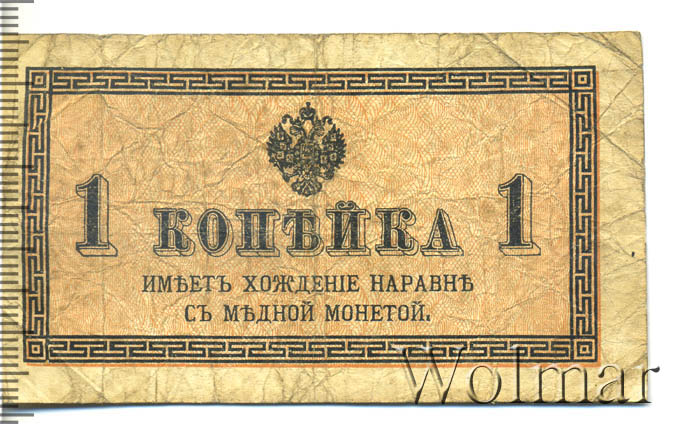 1 КОПѢЙКА 1
ИМѢЕТЪ ХОЖДЕНІЕ НАРАВНѢ
СЪ МѢДНОЙ МОНЕТОЙ.
Wolmar